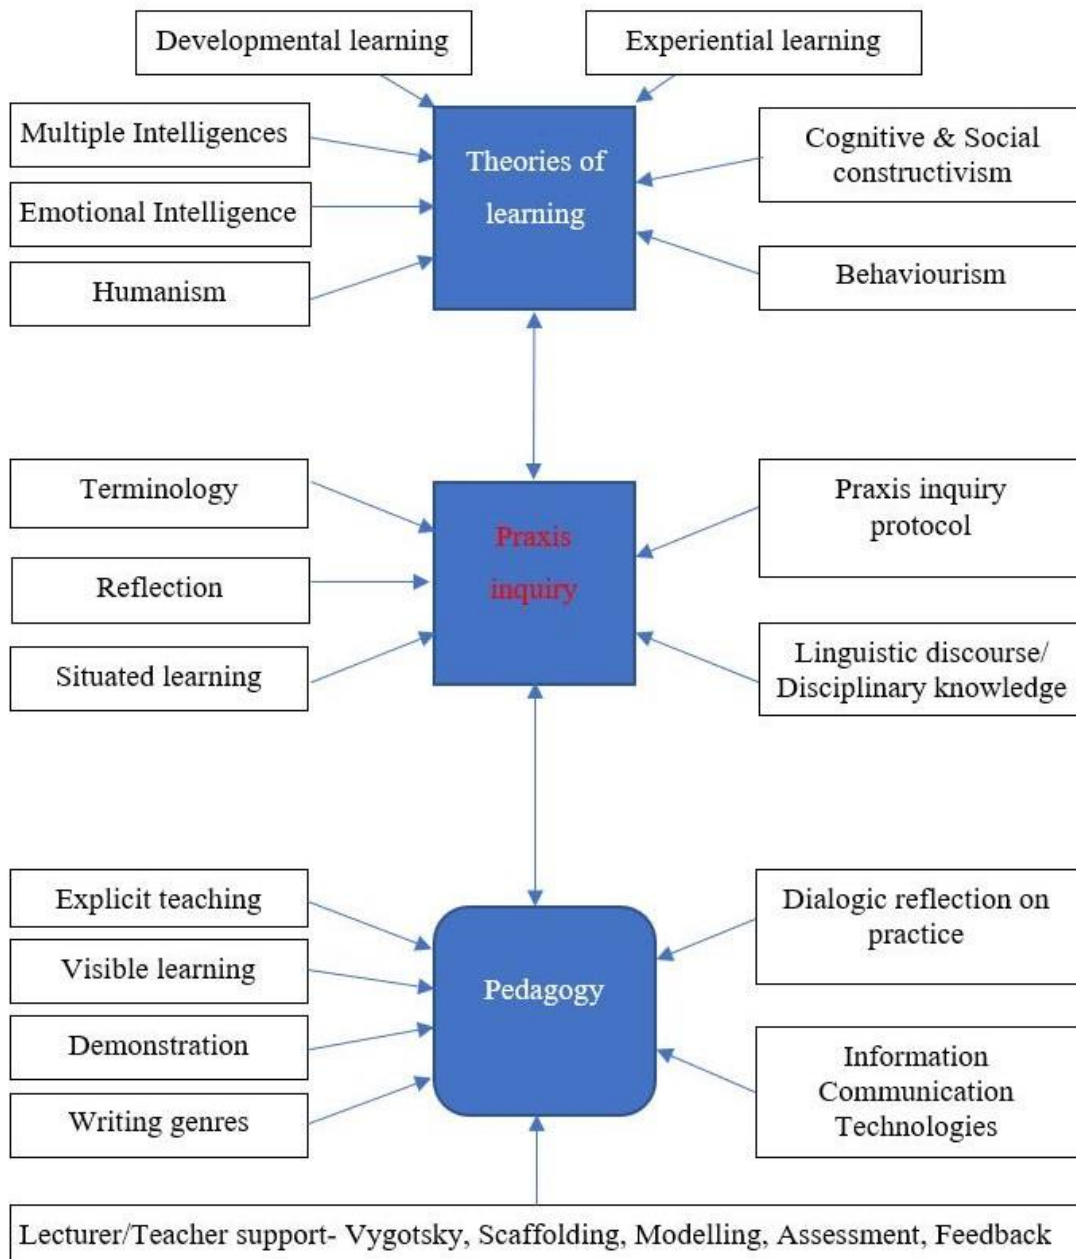 Developmental learning
Experiential learning
Multiple Intelligences
Emotional Intelligence
Humanism
Theories of
learning
Cognitive & Social
constructivism
Behaviourism
Terminology
Reflection
Situated learning
Praxis
inquiry
Praxis inquiry
protocol
Linguistic discourse/
Disciplinary knowledge
Explicit teaching
Visible learning
Demonstration
Writing genres
Pedagogy
Dialogic reflection on
practice
Information
Communication
Technologies
Lecturer/Teacher support- Vygotsky, Scaffolding, Modelling, Assessment, Feedback